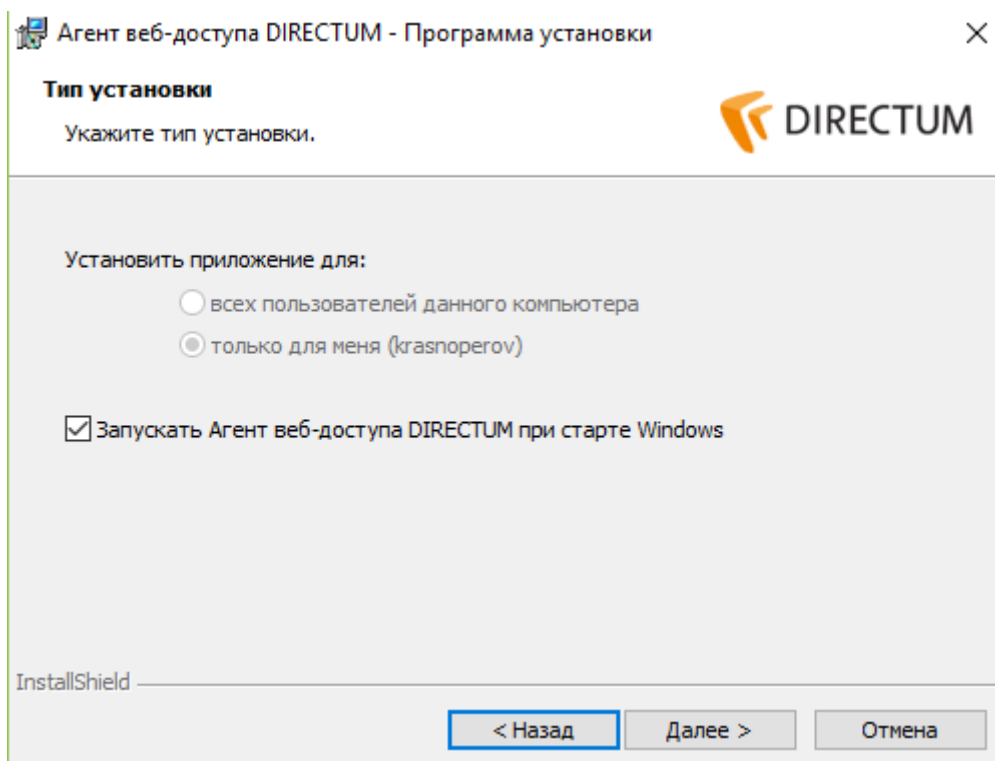 Агент веб-доступа DIRECTUM - Программа установки
Тип установки
Укажите тип установки.
DIRECTUM
Установить приложение для:
всех пользователей данного компьютера
только для меня (krasnoperov)
Запускать Агент веб-доступа DIRECTUM при старте Windows
InstallShield
< Назад
Далее >
Отмена